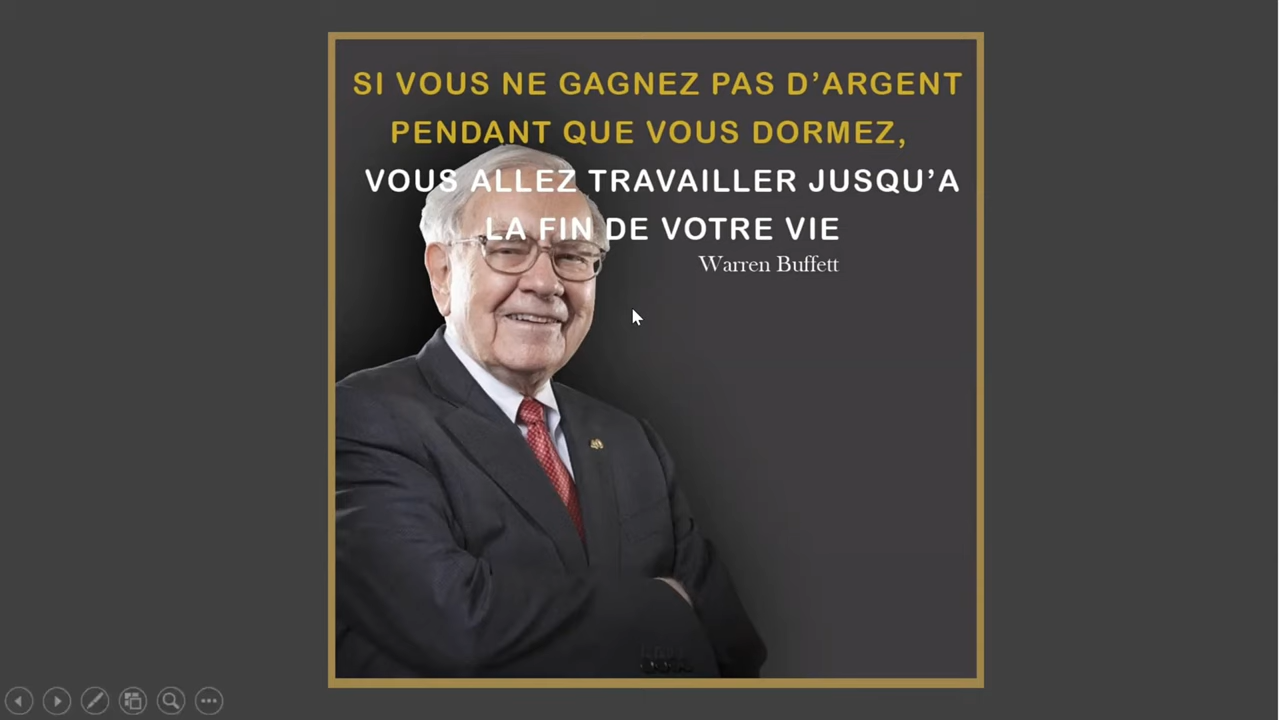 SI VOUS NE GAGNEZ PAS D’ARGENT
PENDANT QUE VOUS DORMEZ,
VOUS ALLEZ TRAVAILLER JUSQU’A
LA FIN DE VOTRE VIE
Warren Buffett